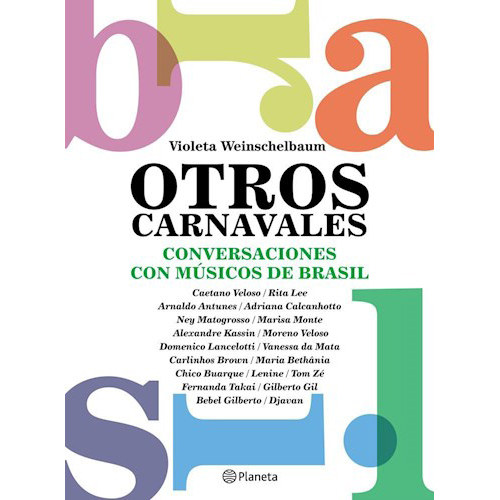 bra
Violeta Weinschelbaum
OTROS
CARNAVALES
CONVERSACIONES
CON MÚSICOS DE BRASIL
Caetano Veloso / Rita Lee
Arnaldo Antunes / Adriana Calcanhotto
Ney Matogrosso / Marisa Monte
Alexandre Kassin / Moreno Veloso
Domenico Lancelotti / Vanessa da Mata
Carlinhos Brown / Maria Bethânia
Chico Buarque / Lenine / Tom Zé
Fernanda Takai / Gilberto Gil
Bebel Gilberto / Djavan
sil
Planeta